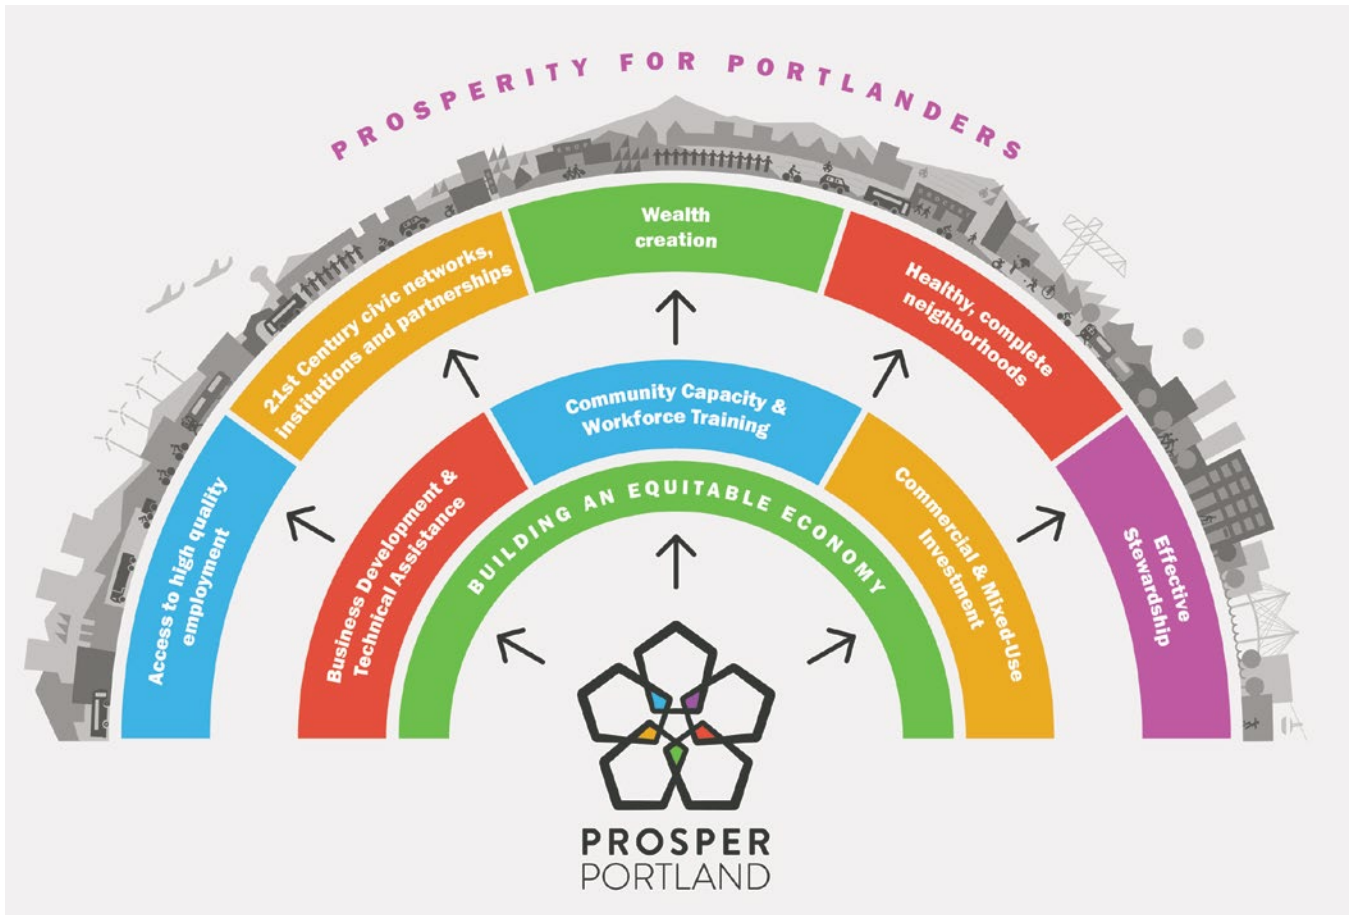 PROSPERITY FOR PORTLANDERS
Access to high quality
employment
21st Century civic networks,
institutions and partnerships
Wealth
creation
Healthy, complete
neighborhoods
Effective
Stewardship
Business Development &
Technical Assistance
Community Capacity &
Workforce Training
Commercial & Mixed-Use
Investment
BUILDING AN EQUITABLE ECONOMY
PROSPER
PORTLAND